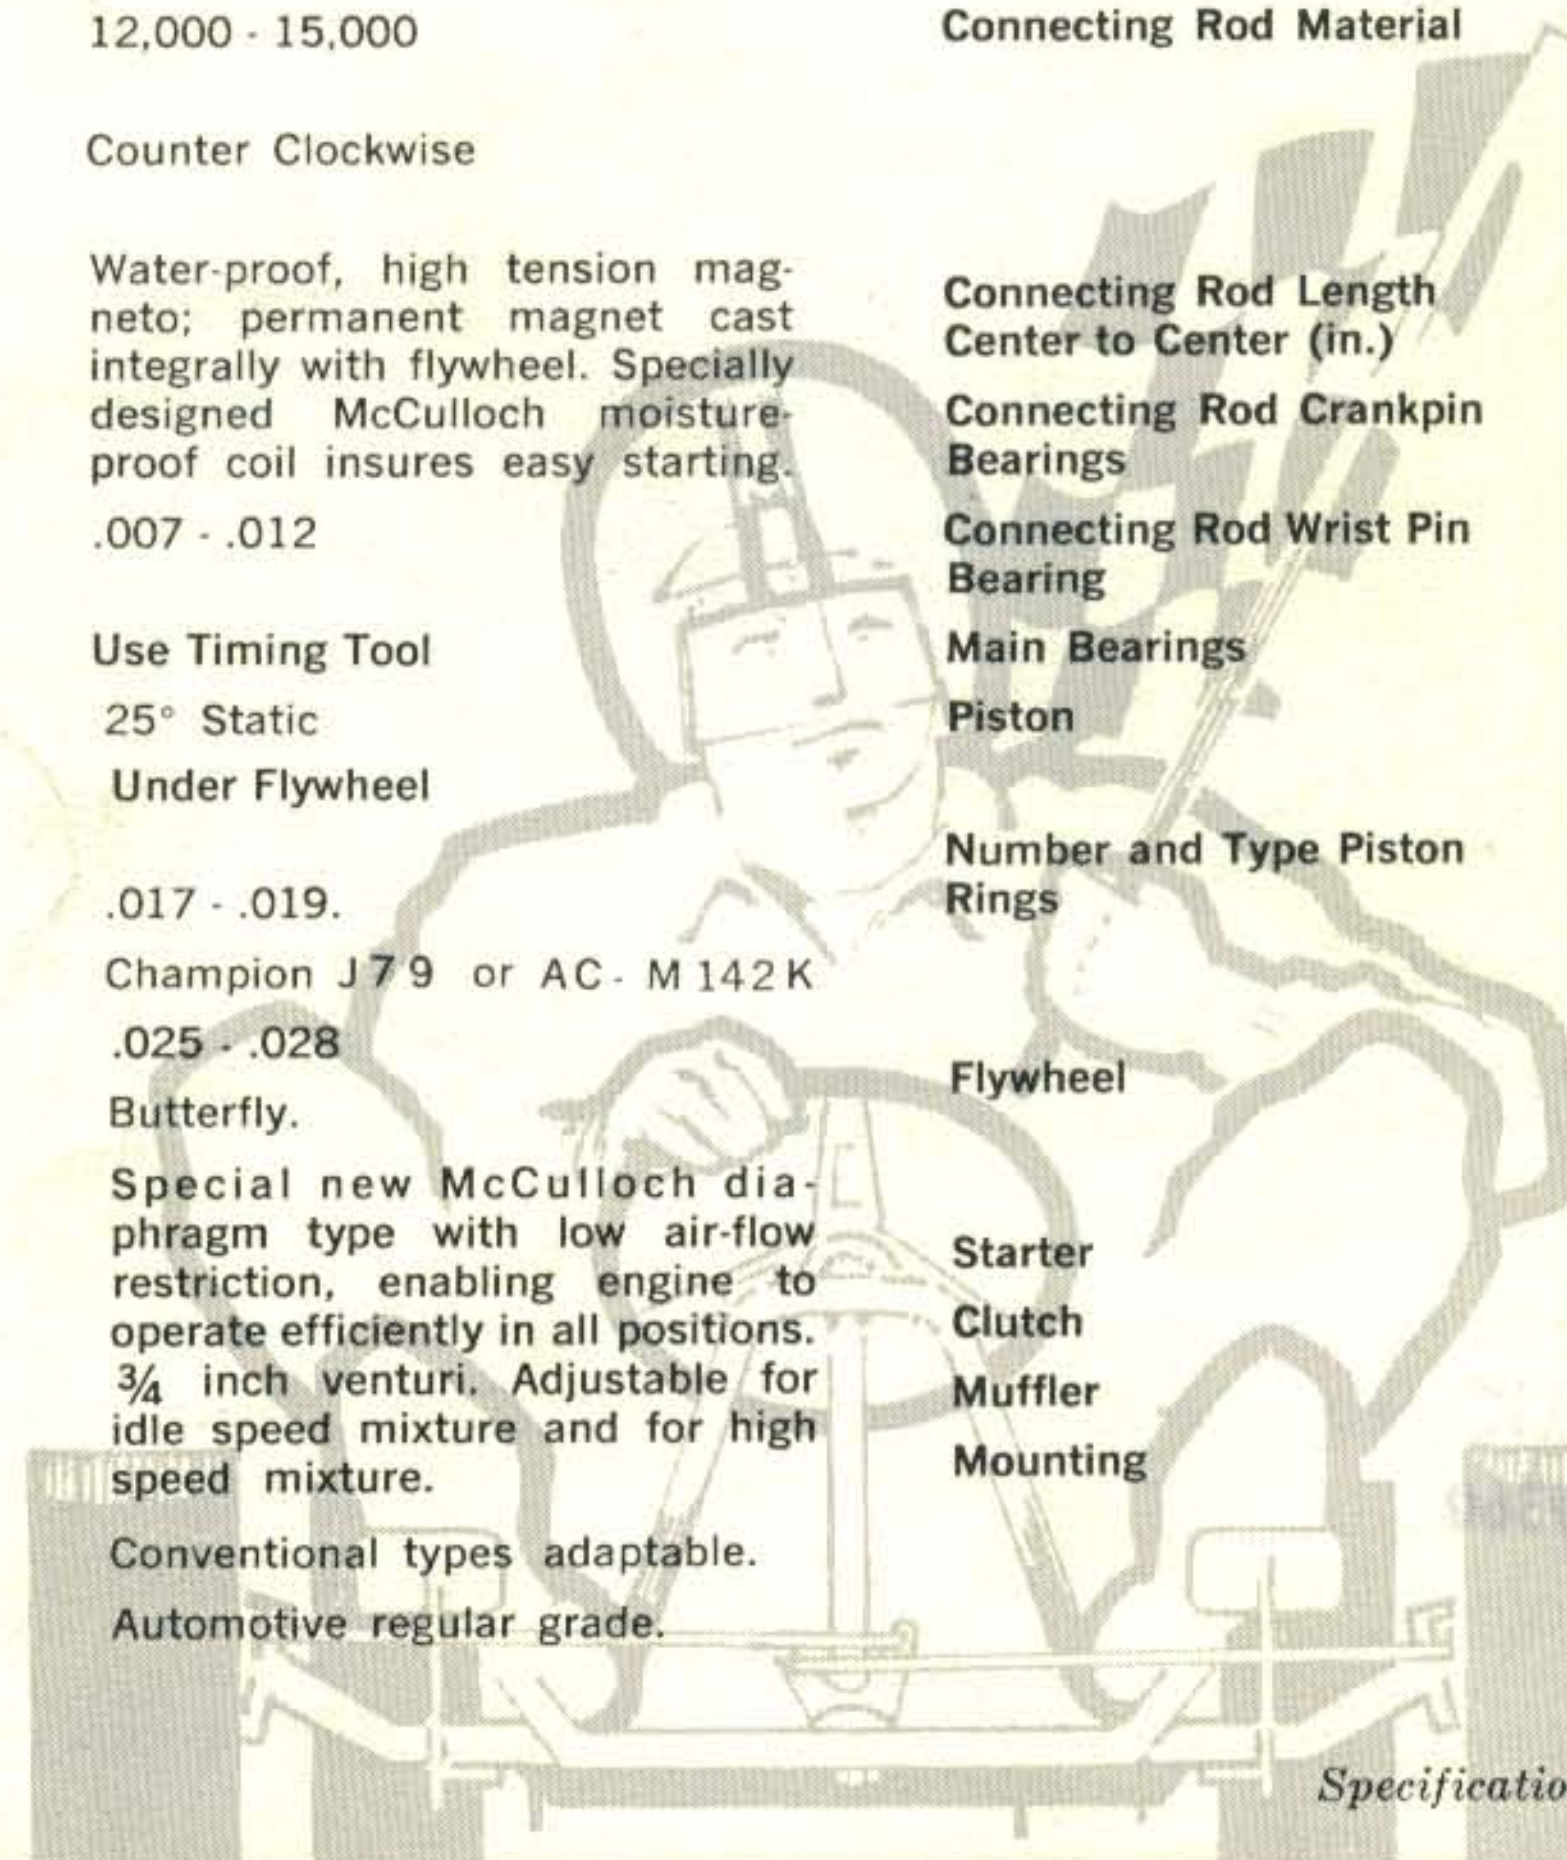 12,000 - 15,000
Counter Clockwise
Water-proof, high tension mag-
neto; permanent magnet cast
integrally with flywheel. Specially
designed McCulloch moisture-
proof coil insures easy starting.
.007 - .012
Use Timing Tool
25° Static
Under Flywheel
.017 - .019.
Champion J79 or AC- M142K
.025 - .028
Butterfly.
Special new McCulloch dia-
phragm type with low air-flow
restriction, enabling engine to
operate efficiently in all positions.
¾ inch venturi. Adjustable for
idle speed mixture and for high
speed mixture.
Conventional types adaptable.
Automotive regular grade.
Connecting Rod Material
Connecting Rod Length
Center to Center (in.)
Connecting Rod Crankpin
Bearings
Connecting Rod Wrist Pin
Bearing
Main Bearings
Piston
Number and Type Piston
Rings
Flywheel
Starter
Clutch
Muffler
Mounting
Specificatio